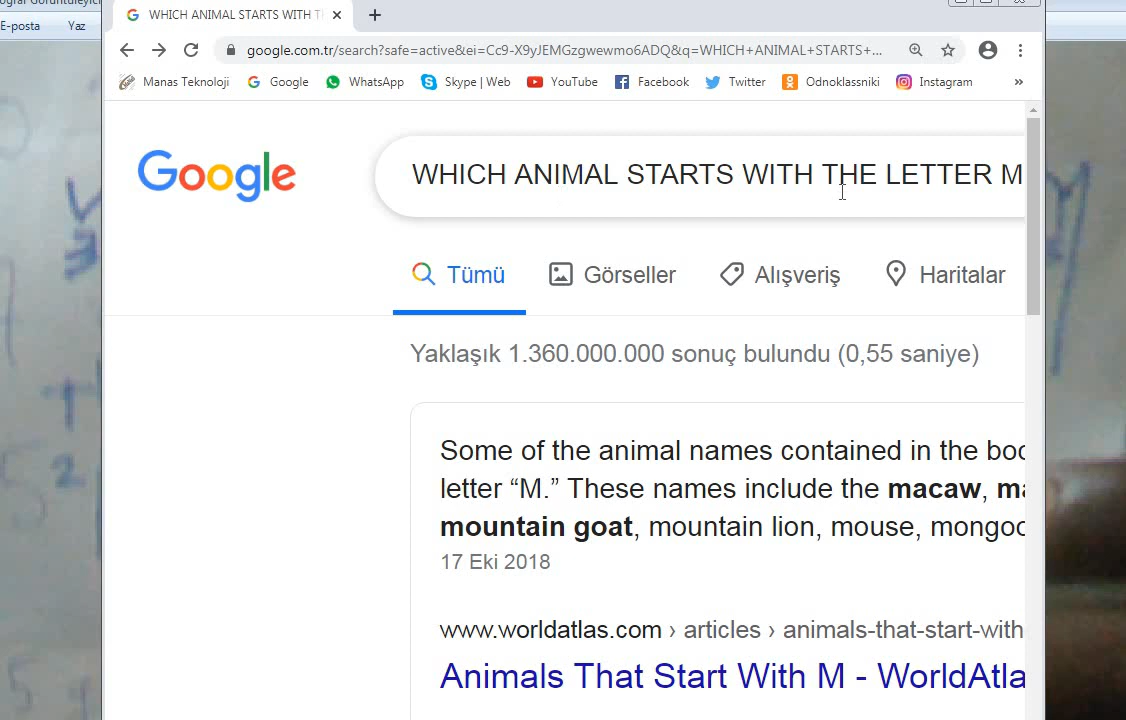 WHICH ANIMAL STARTS WITH T
E-posta Yaz
google.com.tr/search?safe=active&ei=Cc9-X9yJEMGzgwewmo6ADQ&q=WHICH+ANIMAL+STARTS+...
Manas Teknoloji Google WhatsApp Skype | Web YouTube Facebook Twitter Odnoklassniki Instagram »
Google
WHICH ANIMAL STARTS WITH THE LETTER M
Tümü Görseller Alışveriş Haritalar
Yaklaşık 1.360.000.000 sonuç bulundu (0,55 saniye)
Some of the animal names contained in the boo
letter “M.” These names include the macaw, ma
mountain goat, mountain lion, mouse, mongoo
17 Eki 2018
www.worldatlas.com › articles › animals-that-start-with
Animals That Start With M - WorldAtla